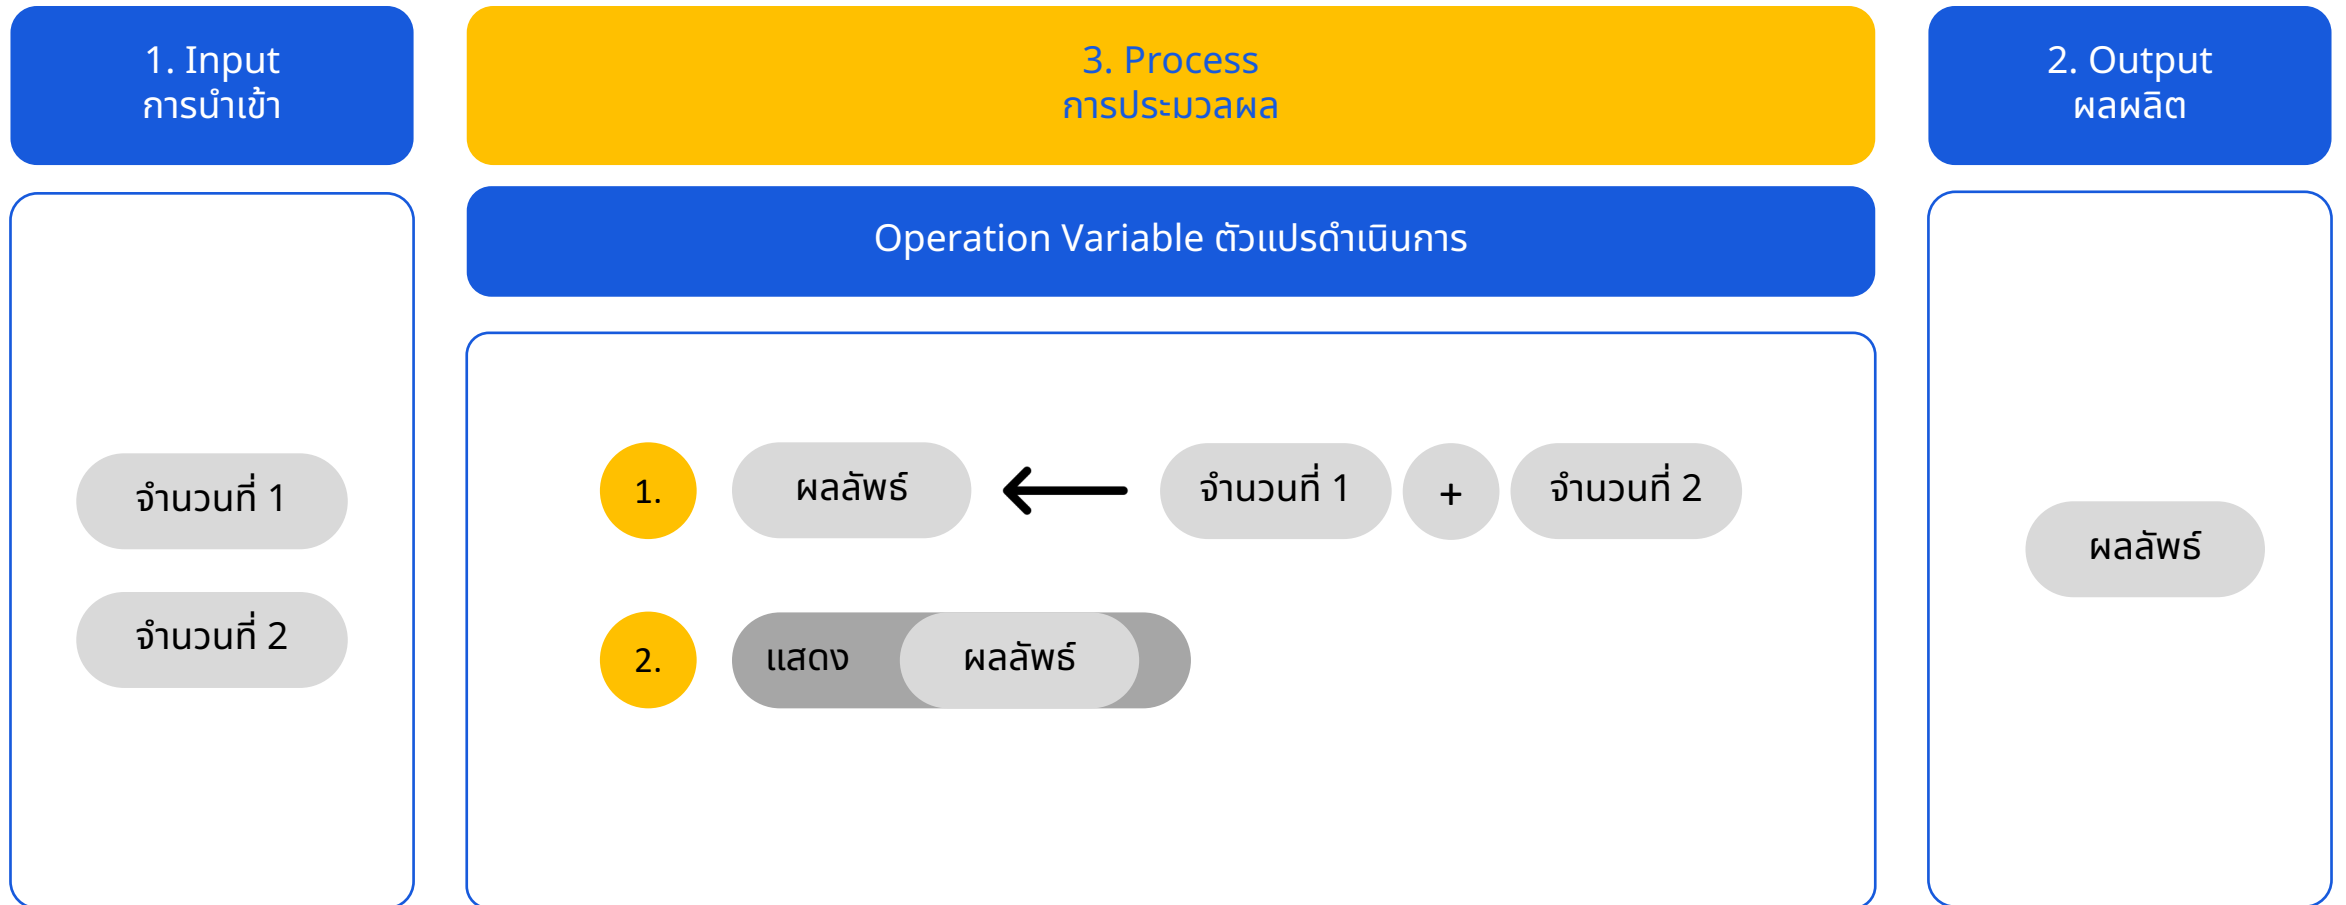 1. Input
การนำเข้า
3. Process
การประมวลผล
2. Output
ผลผลิต
Operation Variable ตัวแปรดำเนินการ
จำนวนที่ 1
จำนวนที่ 2
1. ผลลัพธ์ ← จำนวนที่ 1 + จำนวนที่ 2
2. แสดง ผลลัพธ์
ผลลัพธ์